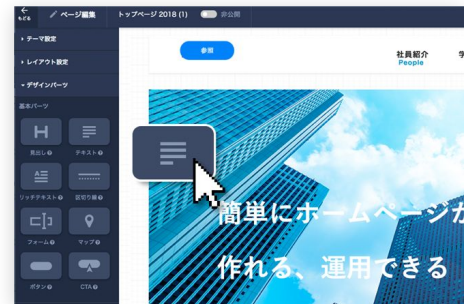 もどる
ページ編集
トップページ 2018 (1)
非公開
テーマ設定
レイアウト設定
デザインパーツ
基本パーツ
見出し
テキスト
リッチテキスト
区切り線
フォーム
マップ
ボタン
CTA
参照
社員紹介
People
簡単にホームページが
作れる、運用できる